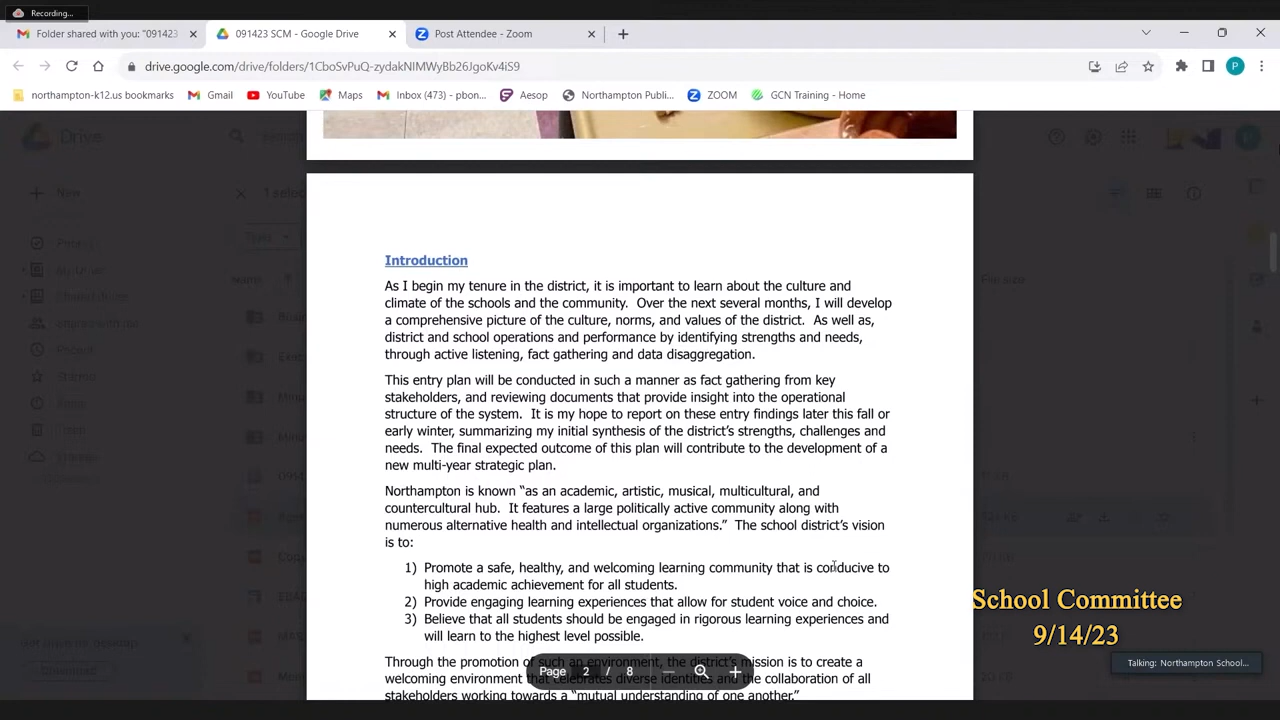 Recording...
Folder shared with you: "091423
091423 SCM - Google Drive
Post Attendee - Zoom
drive.google.com/drive/folders/1CboSvPuQ-zydakNIMWyBb26JgoKv4iS9
P
northampton-k12.us bookmarks
Gmail
YouTube
Maps
Inbox (473) - pbon...
Aesop
Northampton Publi...
ZOOM
GCN Training - Home
Drive
New
Introduction
As I begin my tenure in the district, it is important to learn about the culture and
climate of the schools and the community. Over the next several months, I will develop
a comprehensive picture of the culture, norms, and values of the district. As well as,
district and school operations and performance by identifying strengths and needs,
through active listening, fact gathering and data disaggregation.
This entry plan will be conducted in such a manner as fact gathering from key
stakeholders, and reviewing documents that provide insight into the operational
structure of the system. It is my hope to report on these entry findings later this fall or
early winter, summarizing my initial synthesis of the district's strengths, challenges and
needs. The final expected outcome of this plan will contribute to the development of a
new multi-year strategic plan.
Northampton is known “as an academic, artistic, musical, multicultural, and
countercultural hub. It features a large politically active community along with
numerous alternative health and intellectual organizations.” The school district's vision
is to:
1) Promote a safe, healthy, and welcoming learning community that is conducive to
high academic achievement for all students.
2) Provide engaging learning experiences that allow for student voice and choice.
3) Believe that all students should be engaged in rigorous learning experiences and
will learn to the highest level possible.
Through the promotion of such an environment, the district's mission is to create a
welcoming environment that celebrates diverse identities and the collaboration of all
stakeholders working towards a “mutual understanding of one another.”
Page 2 / 8
School Committee
9/14/23
Talking: Northampton School...